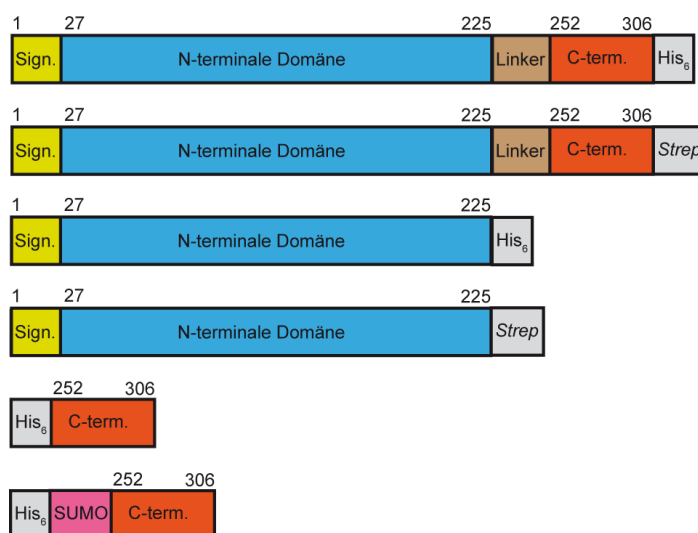 1 27 225 252 306
Sign. N-terminale Domäne Linker C-term. His₆
1 27 225 252 306
Sign. N-terminale Domäne Linker C-term. Strep
1 27 225
Sign. N-terminale Domäne His₆
1 27 225
Sign. N-terminale Domäne Strep
252 306
His₆ C-term.
252 306
His₆ SUMO C-term.